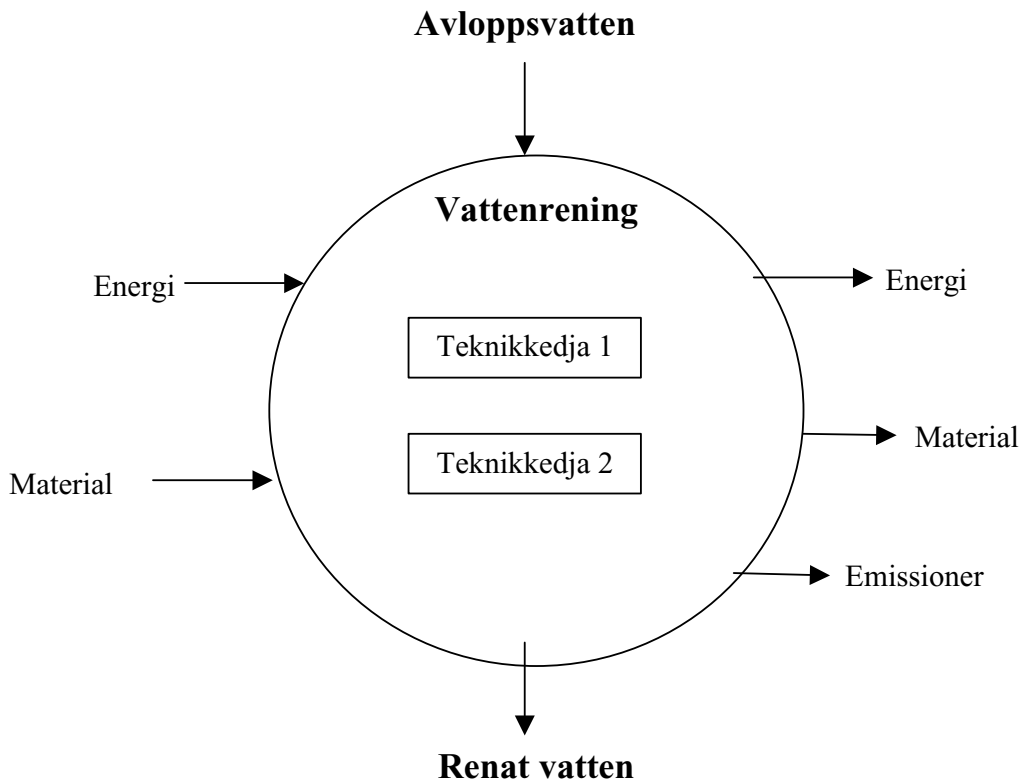 Avloppsvatten
Vattenrening
Energi
Energi
Teknikkedja 1
Material
Teknikkedja 2
Material
Emissioner
Renat vatten